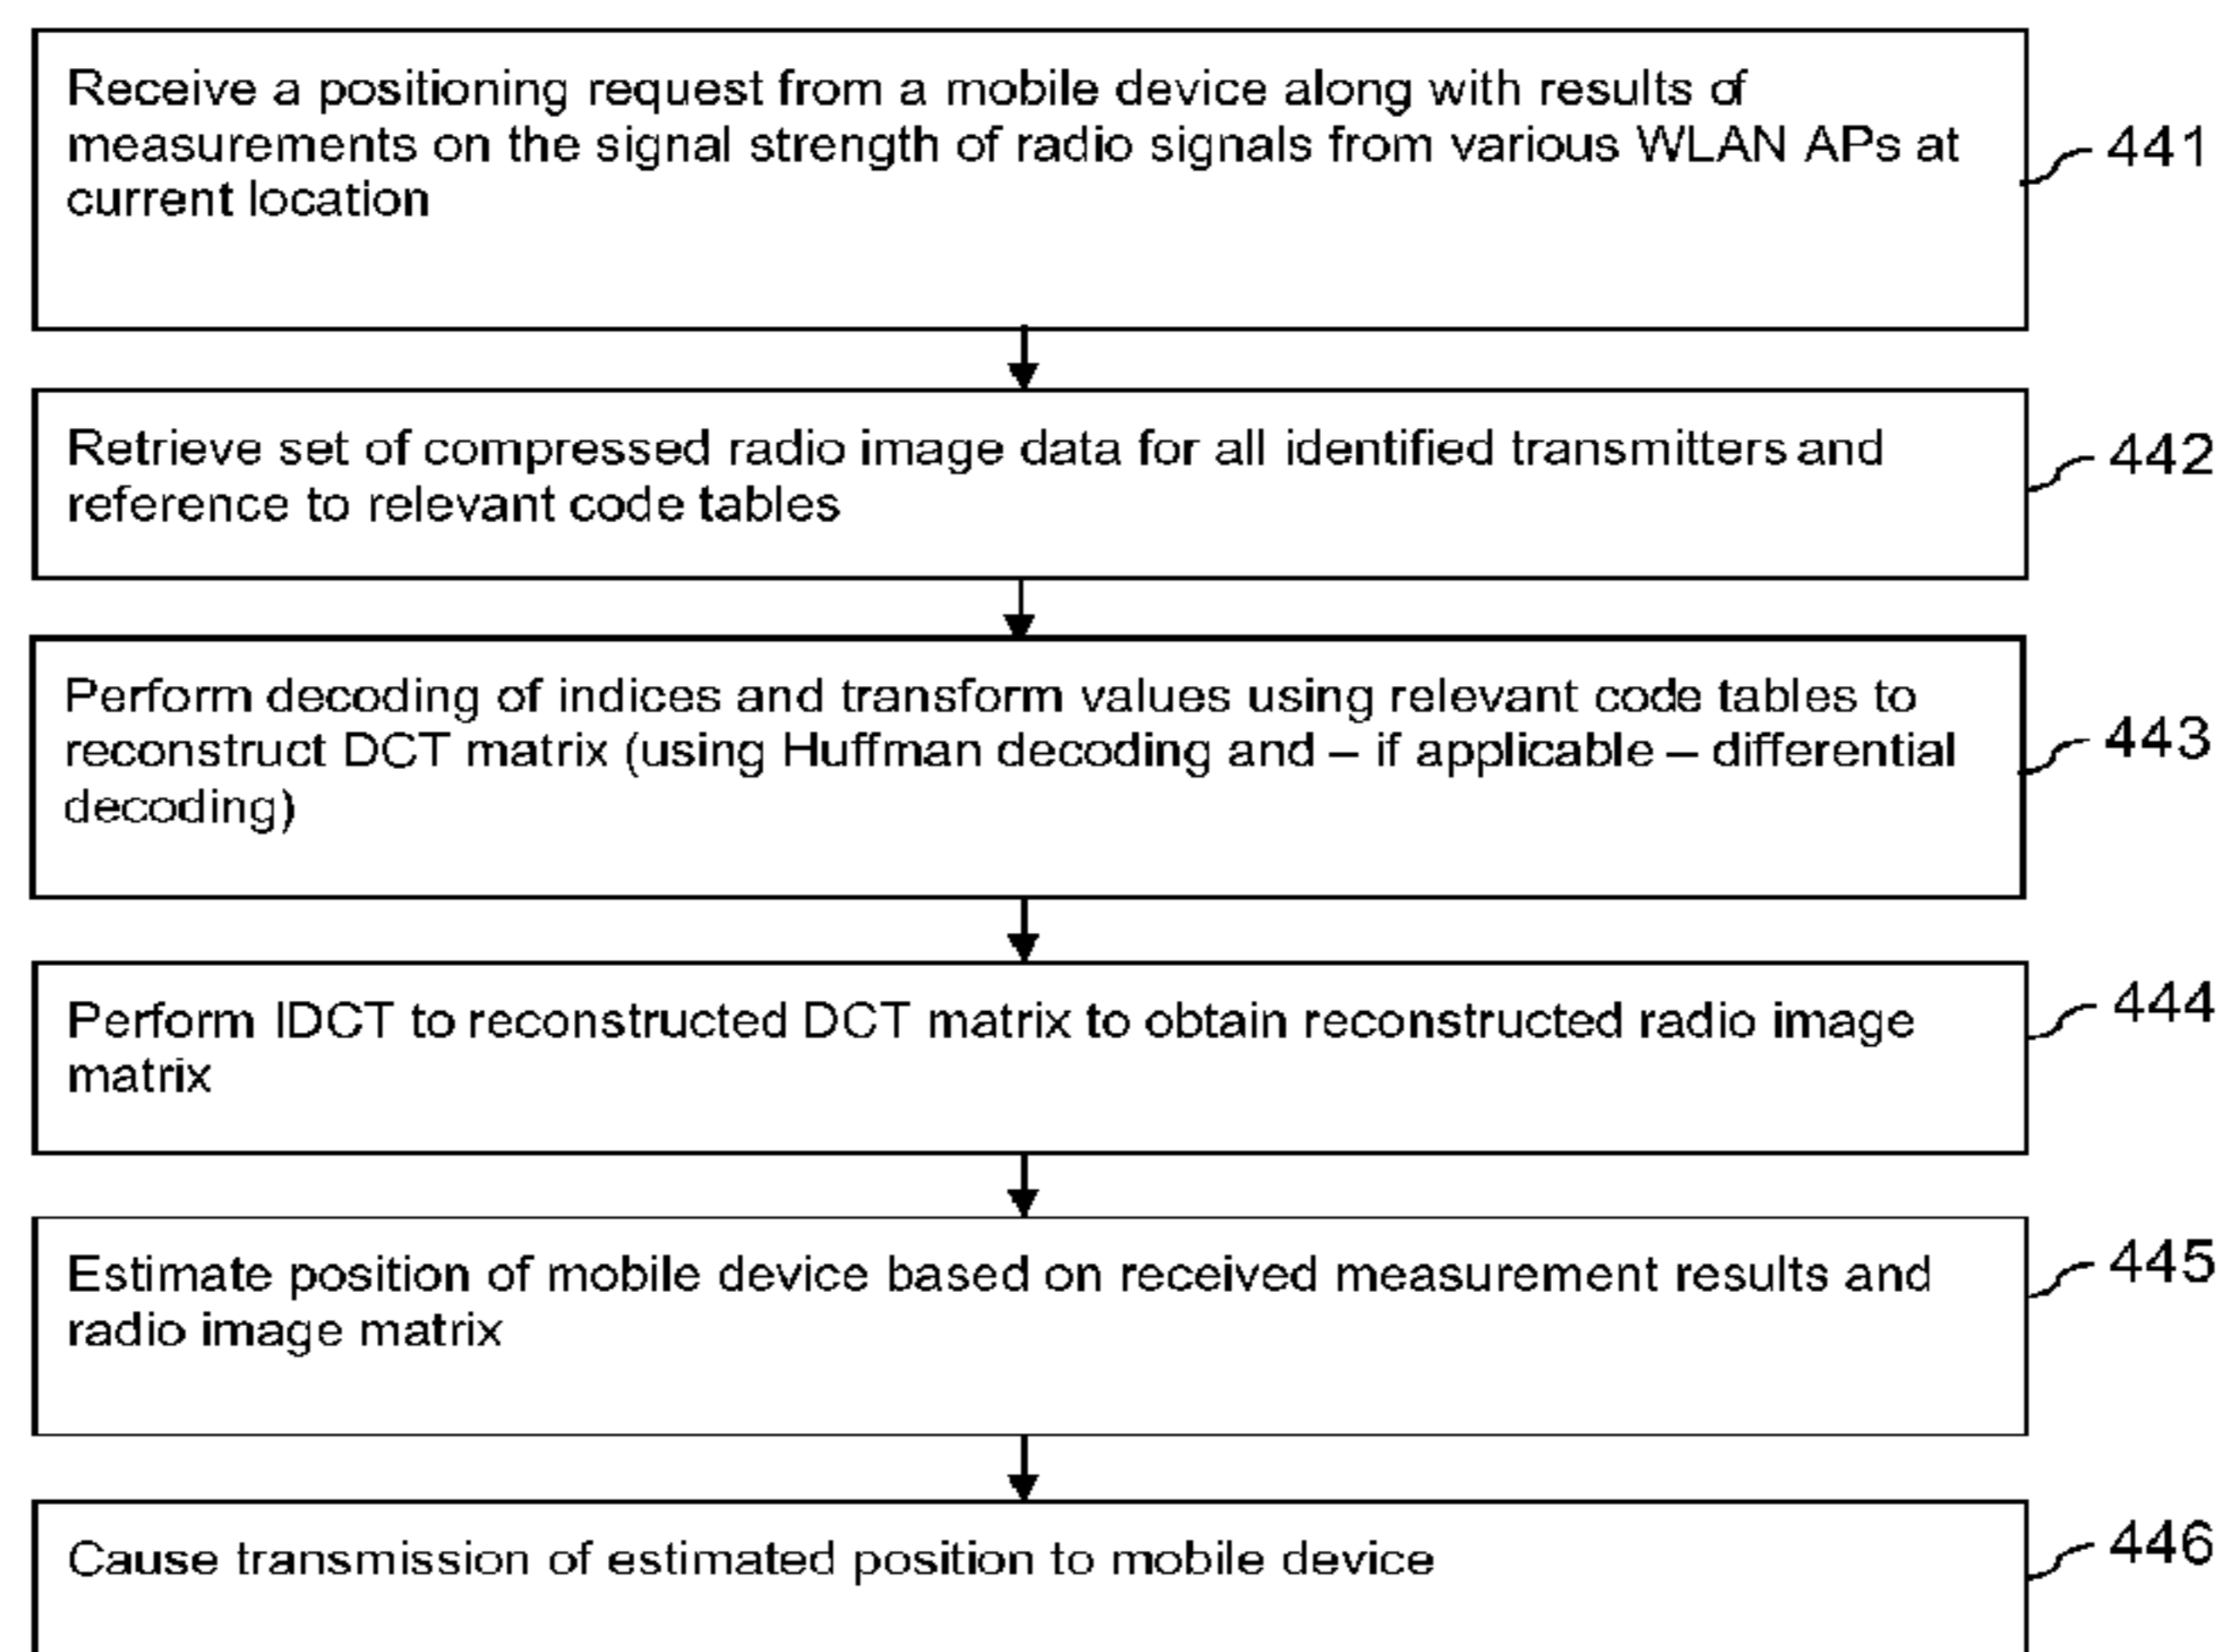 Receive a positioning request from a mobile device along with results of
measurements on the signal strength of radio signals from various WLAN APs at
current location
441
Retrieve set of compressed radio image data for all identified transmitters and
reference to relevant code tables
442
Perform decoding of indices and transform values using relevant code tables to
reconstruct DCT matrix (using Huffman decoding and – if applicable – differential
decoding)
443
Perform IDCT to reconstructed DCT matrix to obtain reconstructed radio image
matrix
444
Estimate position of mobile device based on received measurement results and
radio image matrix
445
Cause transmission of estimated position to mobile device
446